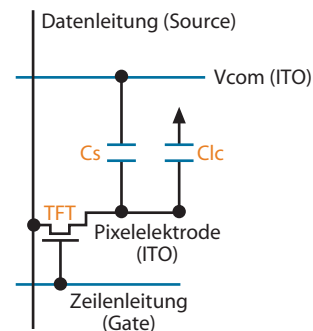 Datenleitung (Source)
Vcom (ITO)
Cs
Clc
TFT
Pixelelektrode
(ITO)
Zeilenleitung
(Gate)